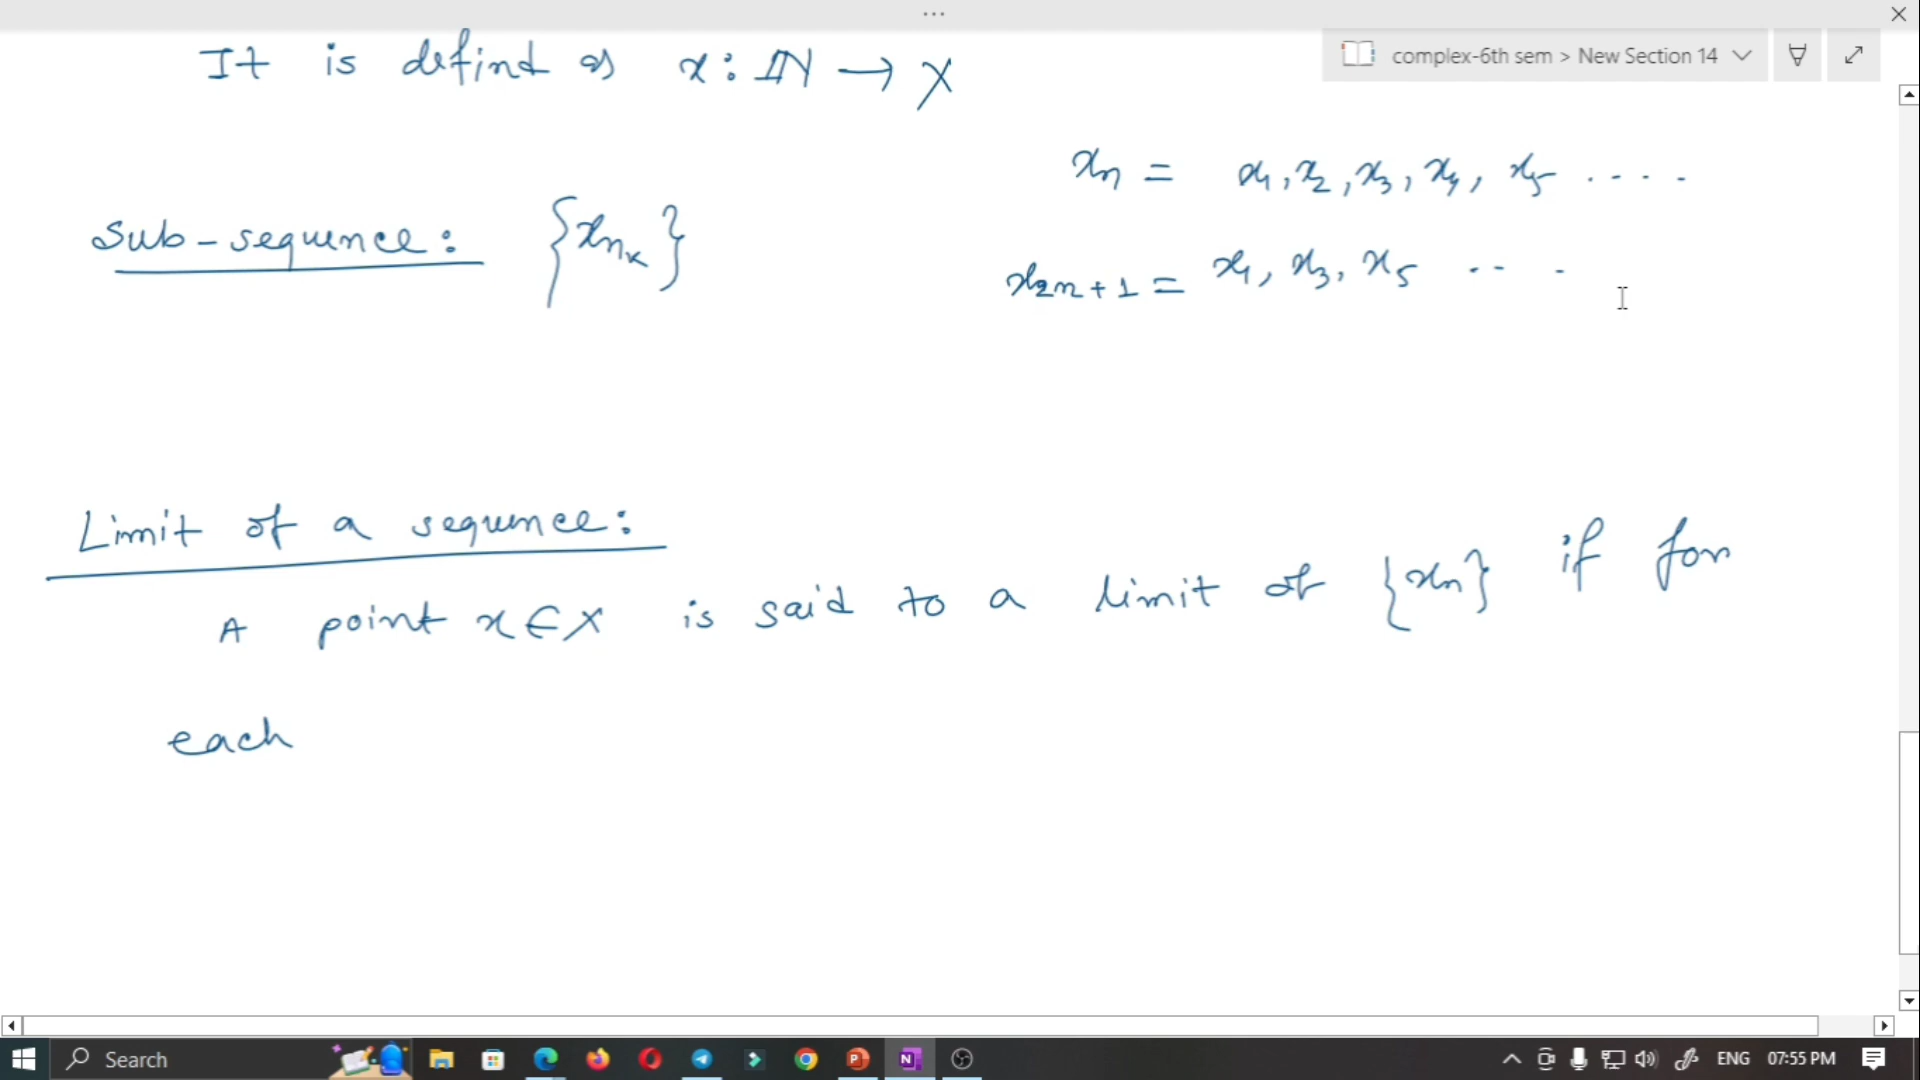 It is defind as x : ℕ → X
complex-6th sem > New Section 14
xn = x1, x2, x3, x4, x5 ....
Sub-sequence: {xnk}
x2n+1 = x1, x3, x5 .. .
Limit of a sequence:
A point x ∈ X is said to a limit of {xn} if for
each
Search
ENG 07:55 PM